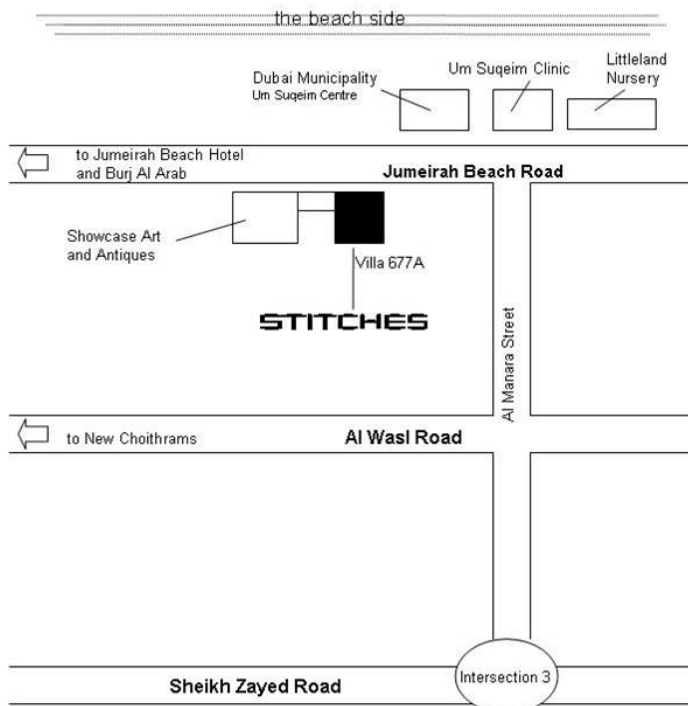 the beach side
Dubai Municipality
Um Suqeim Centre
Um Suqeim Clinic
Littleland
Nursery
to Jumeirah Beach Hotel
and Burj Al Arab
Jumeirah Beach Road
Showcase Art
and Antiques
Villa 677A
STITCHES
Al Manara Street
to New Choithrams
Al Wasl Road
Sheikh Zayed Road
Intersection 3